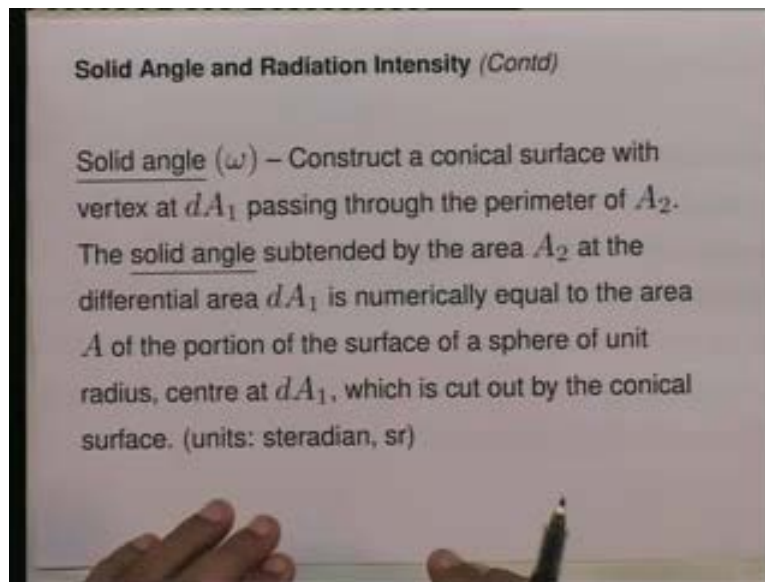 Solid Angle and Radiation Intensity (Contd)
Solid angle (ω) – Construct a conical surface with
vertex at dA₁ passing through the perimeter of A₂.
The solid angle subtended by the area A₂ at the
differential area dA₁ is numerically equal to the area
A of the portion of the surface of a sphere of unit
radius, centre at dA₁, which is cut out by the conical
surface. (units: steradian, sr)